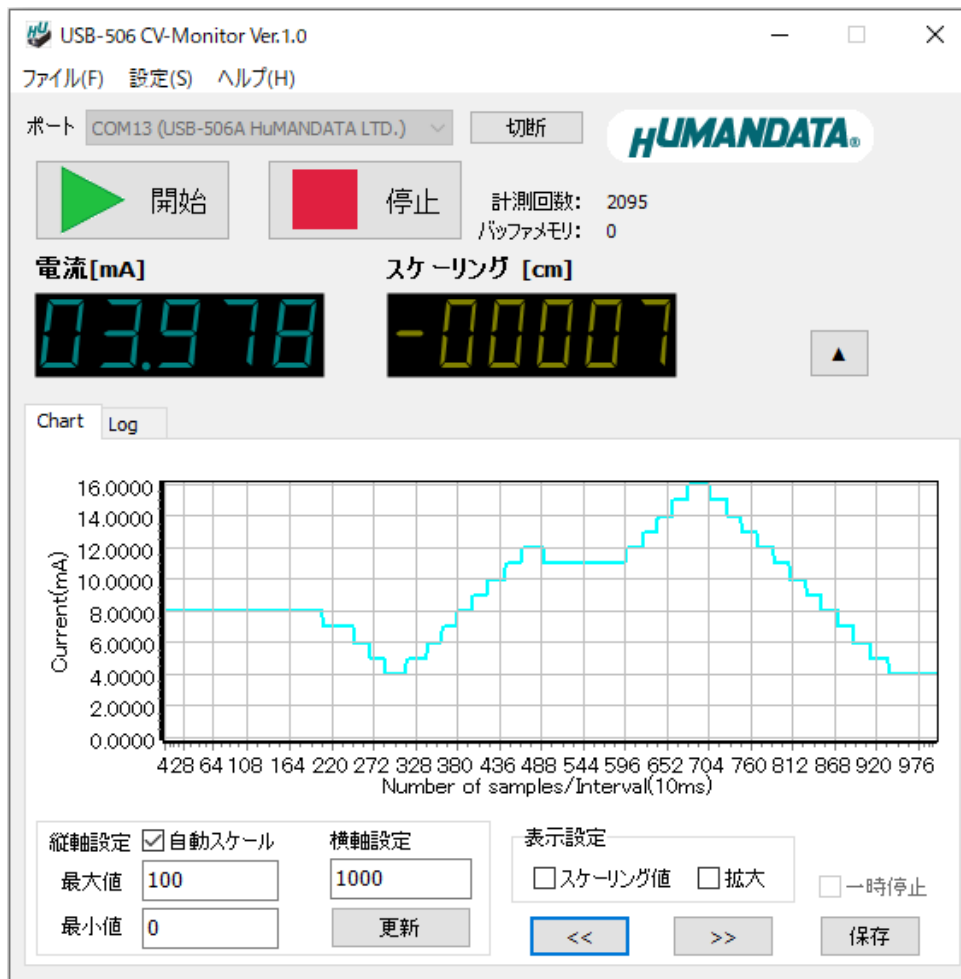 USB-506 CV-Monitor Ver.1.0
ファイル(F) 設定(S) ヘルプ(H)
ポート COM13 (USB-506A HuMANDATA LTD.) 切断 HUMANDATA®
開始 停止 計測回数: 2095
バッファメモリ: 0
電流[mA] スケーリング [cm]
03.978 -00007
▲
Chart Log
16.0000
14.0000
12.0000
10.0000
8.0000
6.0000
4.0000
2.0000
0.0000
Current(mA)
428 64 108 164 220 272 328 380 436 488 544 596 652 704 760 812 868 920 976
Number of samples/Interval(10ms)
縦軸設定 自動スケール 横軸設定 表示設定
最大値 100 1000 スケーリング値 拡大 一時停止
最小値 0 更新 << >> 保存